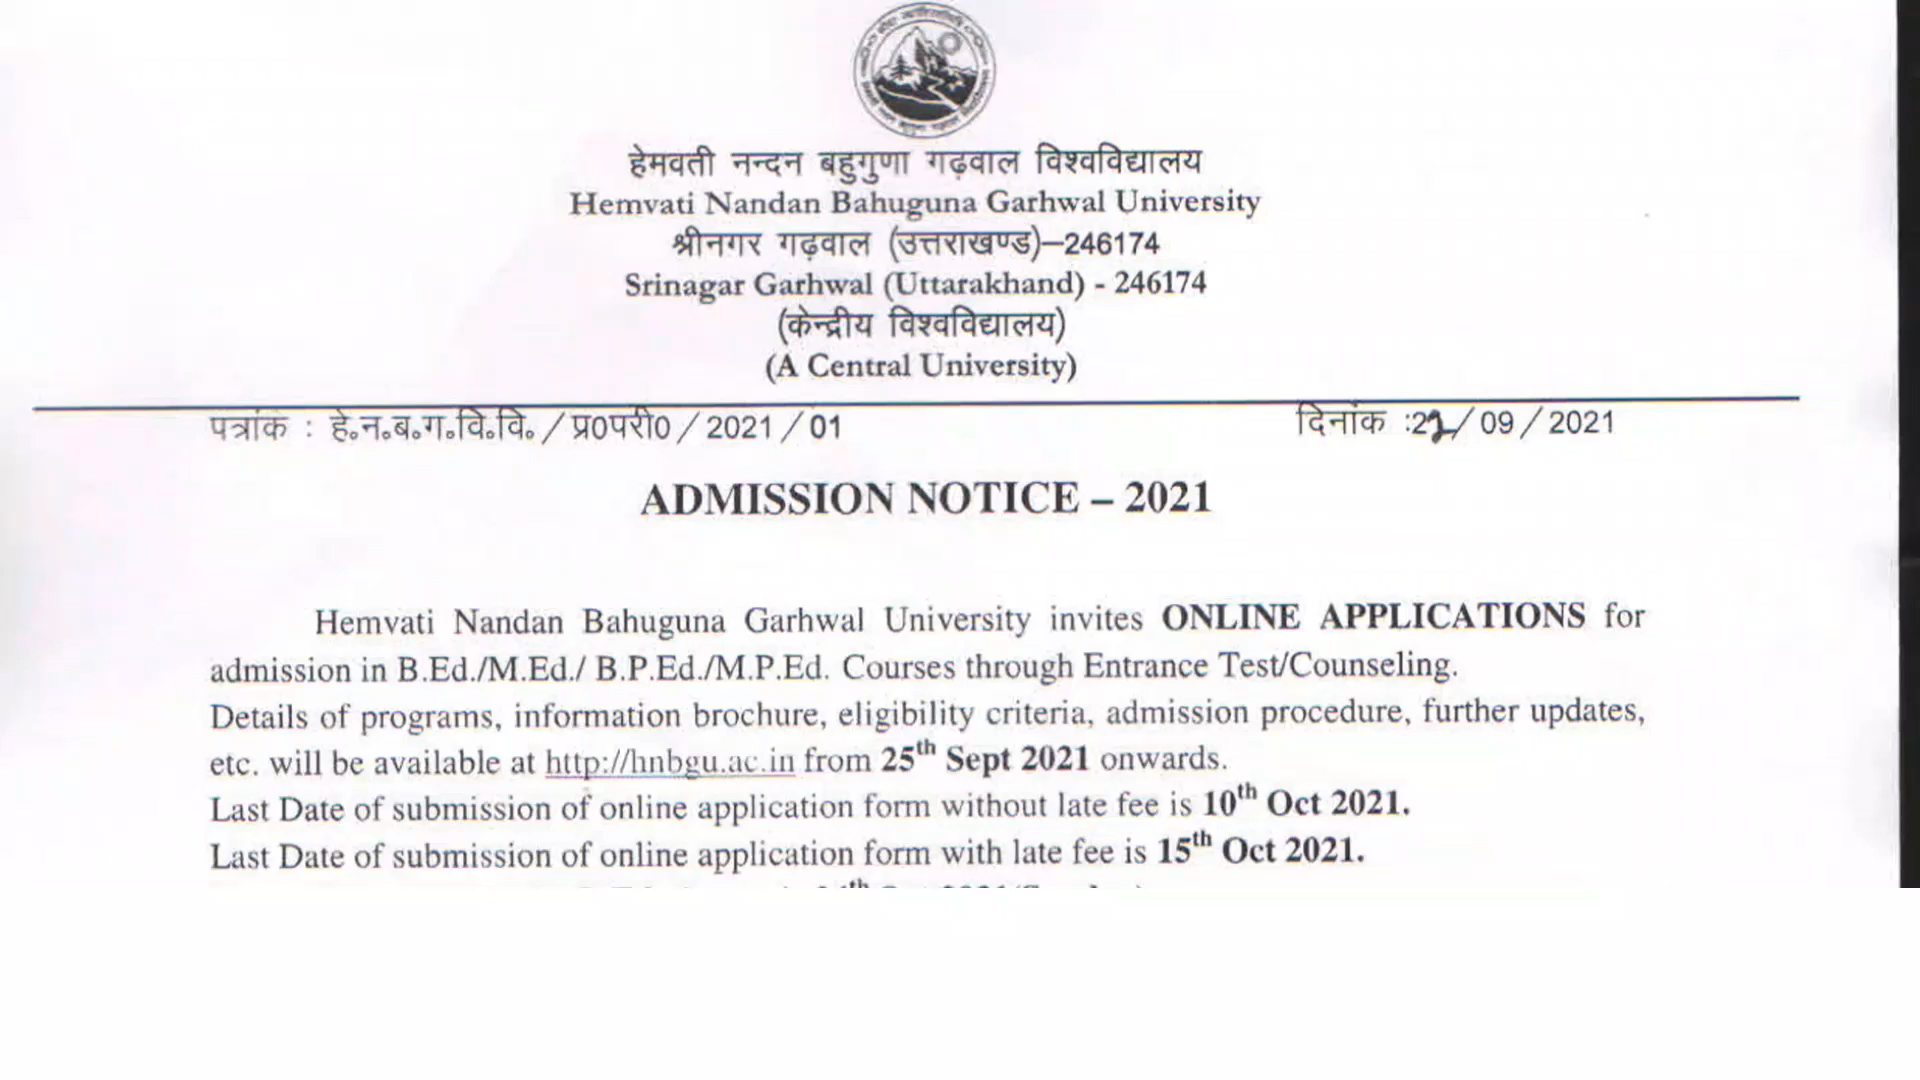 हेमवती नन्दन बहुगुणा गढ़वाल विश्वविद्यालय
Hemvati Nandan Bahuguna Garhwal University
श्रीनगर गढ़वाल (उत्तराखण्ड)–246174
Srinagar Garhwal (Uttarakhand) - 246174
(केन्द्रीय विश्वविद्यालय)
(A Central University)
पत्रांक : हे.न.ब.ग.वि.वि. / प्र0परी0 / 2021 / 01 दिनांक : / 09 / 2021
ADMISSION NOTICE – 2021
Hemvati Nandan Bahuguna Garhwal University invites ONLINE APPLICATIONS for
admission in B.Ed./M.Ed./ B.P.Ed./M.P.Ed. Courses through Entrance Test/Counseling.
Details of programs, information brochure, eligibility criteria, admission procedure, further updates,
etc. will be available at http://hnbgu.ac.in from 25th Sept 2021 onwards.
Last Date of submission of online application form without late fee is 10th Oct 2021.
Last Date of submission of online application form with late fee is 15th Oct 2021.